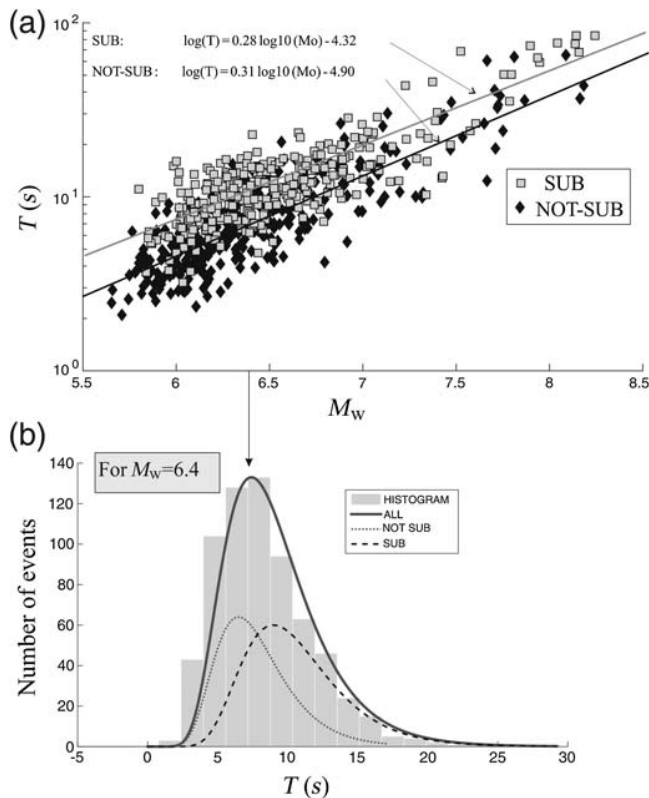 (a)
SUB: log(T) = 0.28 log10 (Mo) - 4.32
NOT-SUB: log(T) = 0.31 log10 (Mo) - 4.90
T (s)
10²
10¹
10⁰
SUB
NOT-SUB
5.5 6 6.5 7 7.5 8 8.5
M_w
(b)
For M_w=6.4
Number of events
140
120
100
80
60
40
20
0
HISTOGRAM
ALL
NOT SUB
SUB
-5 0 5 10 15 20 25 30
T (s)